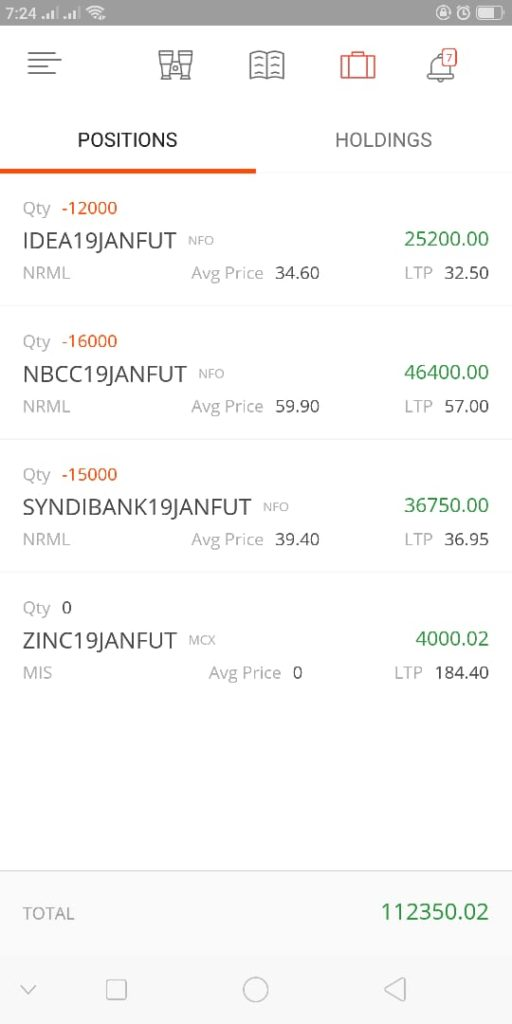 7:24
7
POSITIONS HOLDINGS
Qty -12000
IDEA19JANFUT NFO 25200.00
NRML Avg Price 34.60 LTP 32.50
Qty -16000
NBCC19JANFUT NFO 46400.00
NRML Avg Price 59.90 LTP 57.00
Qty -15000
SYNDIBANK19JANFUT NFO 36750.00
NRML Avg Price 39.40 LTP 36.95
Qty 0
ZINC19JANFUT MCX 4000.02
MIS Avg Price 0 LTP 184.40
TOTAL 112350.02